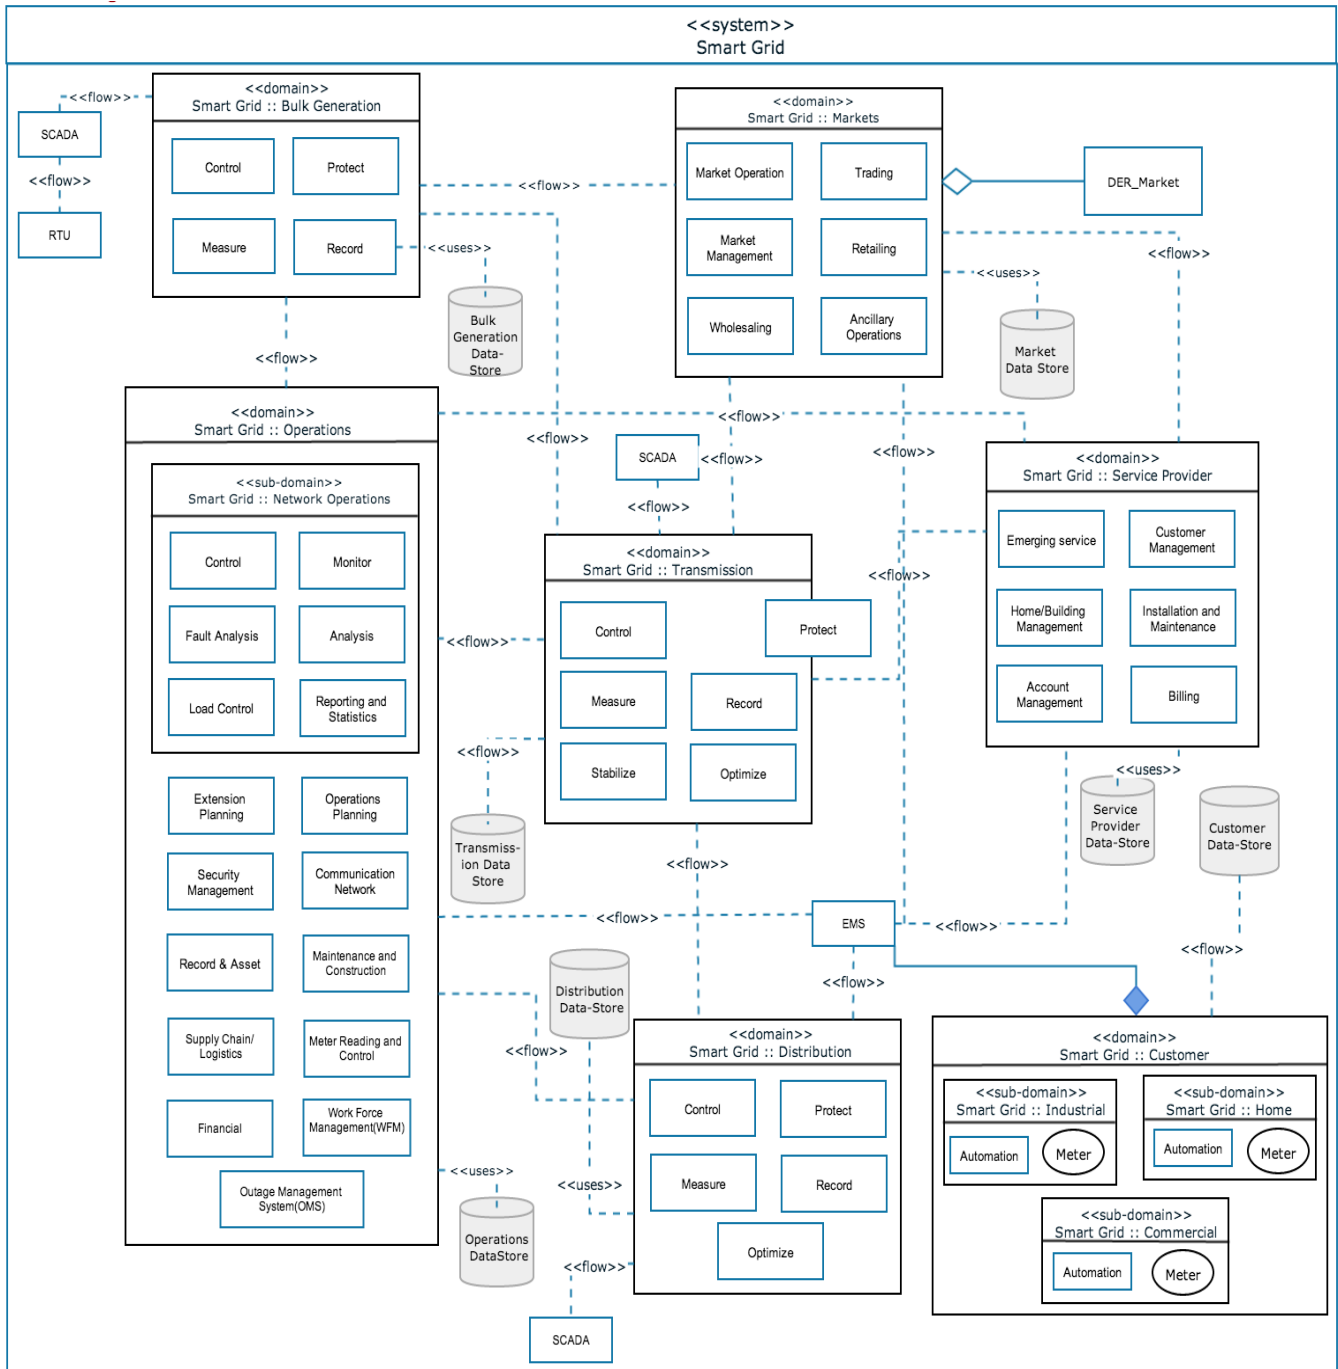 <<system>>
Smart Grid
<<flow>>
SCADA
<<flow>>
RTU
<<domain>>
Smart Grid :: Bulk Generation
Control
Protect
Measure
Record
<<uses>>
Bulk
Generation
Data-
Store
<<flow>>
<<flow>>
<<domain>>
Smart Grid :: Markets
Market Operation
Trading
Market
Management
Retailing
Wholesaling
Ancillary
Operations
DER_Market
<<flow>>
<<uses>>
Market
Data Store
<<domain>>
Smart Grid :: Operations
<<sub-domain>>
Smart Grid :: Network Operations
Control
Monitor
Fault Analysis
Analysis
Load Control
Reporting and
Statistics
Extension
Planning
Operations
Planning
Security
Management
Communication
Network
Record & Asset
Maintenance and
Construction
Supply Chain/
Logistics
Meter Reading and
Control
Financial
Work Force
Management(WFM)
Outage Management
System(OMS)
<<flow>>
<<flow>>
SCADA
<<flow>>
<<flow>>
<<flow>>
<<domain>>
Smart Grid :: Transmission
Control
Protect
Measure
Record
Stabilize
Optimize
<<flow>>
<<flow>>
<<flow>>
Transmiss-
ion Data
Store
<<flow>>
<<flow>>
<<domain>>
Smart Grid :: Service Provider
Emerging service
Customer
Management
Home/Building
Management
Installation and
Maintenance
Account
Management
Billing
<<uses>>
Service
Provider
Data-Store
Customer
Data-Store
<<flow>>
EMS
<<flow>>
<<flow>>
<<flow>>
Distribution
Data-Store
<<flow>>
<<domain>>
Smart Grid :: Distribution
Control
Protect
Measure
Record
Optimize
<<uses>>
<<uses>>
Operations
DataStore
<<flow>>
SCADA
<<domain>>
Smart Grid :: Customer
<<sub-domain>>
Smart Grid :: Industrial
Automation
Meter
<<sub-domain>>
Smart Grid :: Home
Automation
Meter
<<sub-domain>>
Smart Grid :: Commercial
Automation
Meter